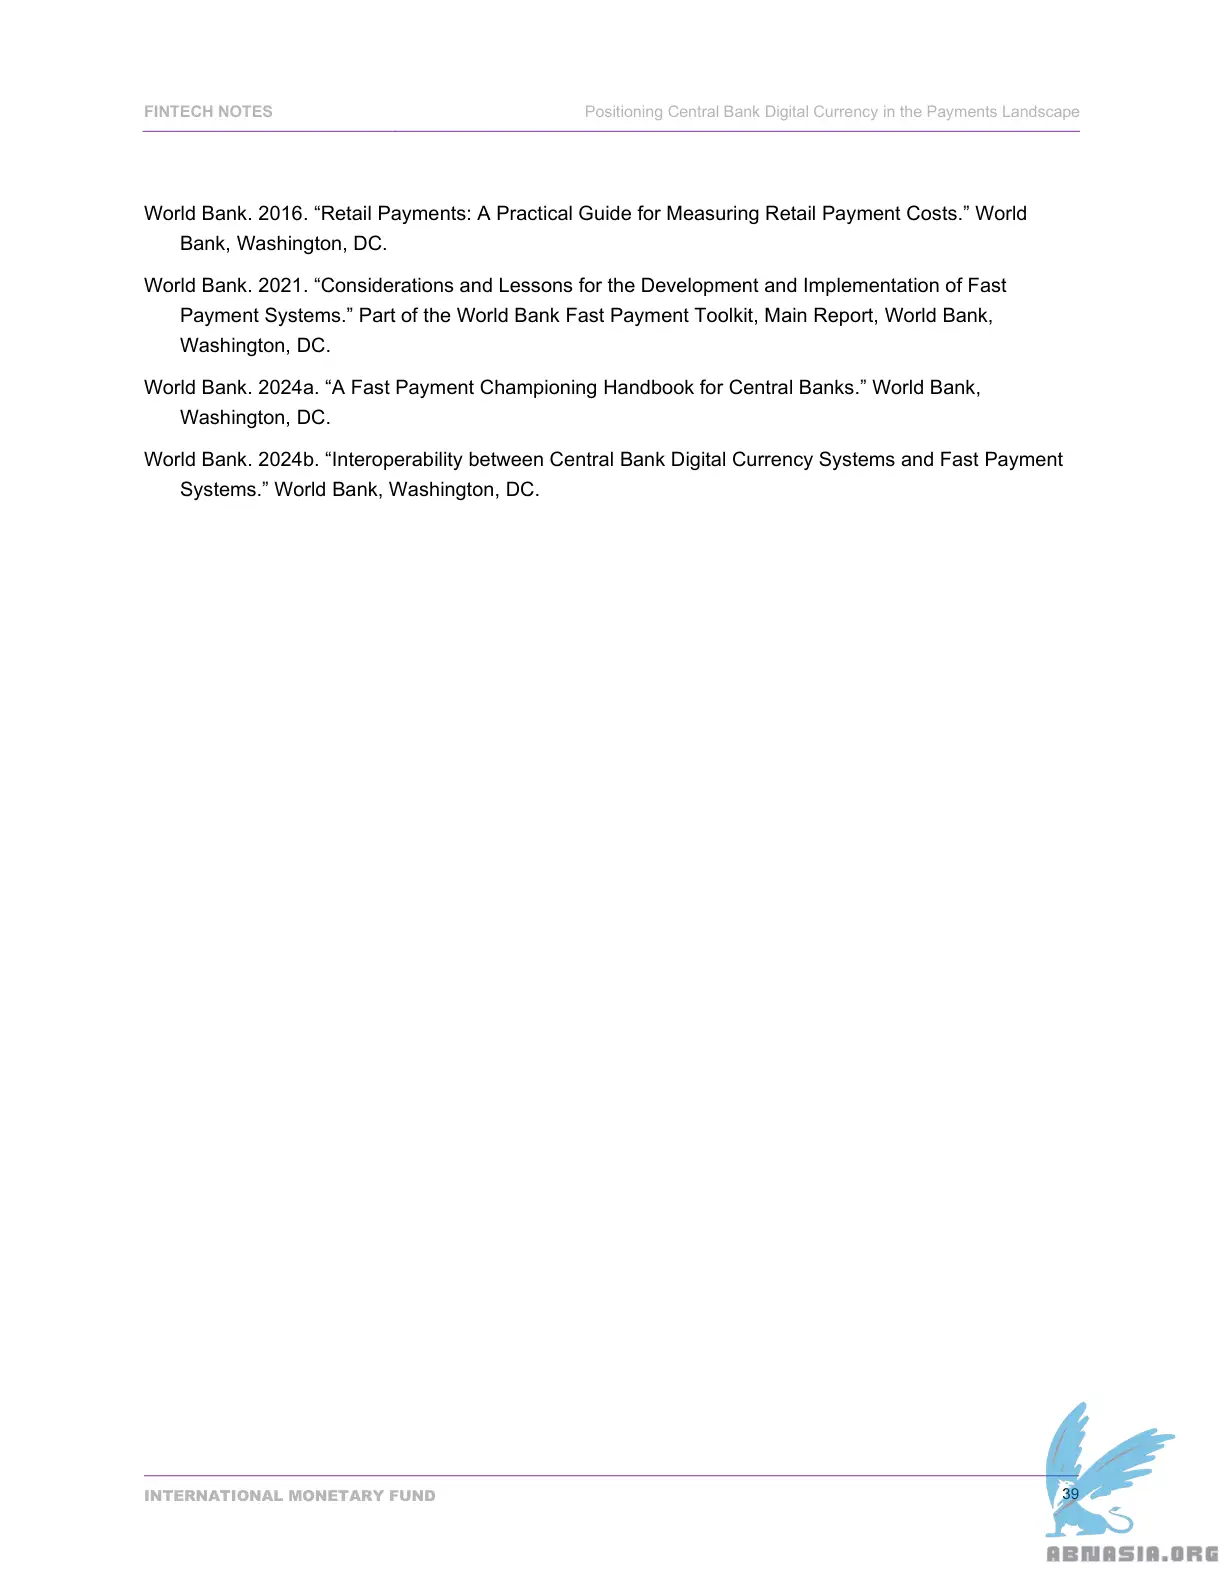 FINTECH NOTES Positioning Central Bank Digital Currency in the Payments Landscape
World Bank. 2016. “Retail Payments: A Practical Guide for Measuring Retail Payment Costs.” World
Bank, Washington, DC.
World Bank. 2021. “Considerations and Lessons for the Development and Implementation of Fast
Payment Systems.” Part of the World Bank Fast Payment Toolkit, Main Report, World Bank,
Washington, DC.
World Bank. 2024a. “A Fast Payment Championing Handbook for Central Banks.” World Bank,
Washington, DC.
World Bank. 2024b. “Interoperability between Central Bank Digital Currency Systems and Fast Payment
Systems.” World Bank, Washington, DC.
INTERNATIONAL MONETARY FUND 39
ABNASIA.ORG